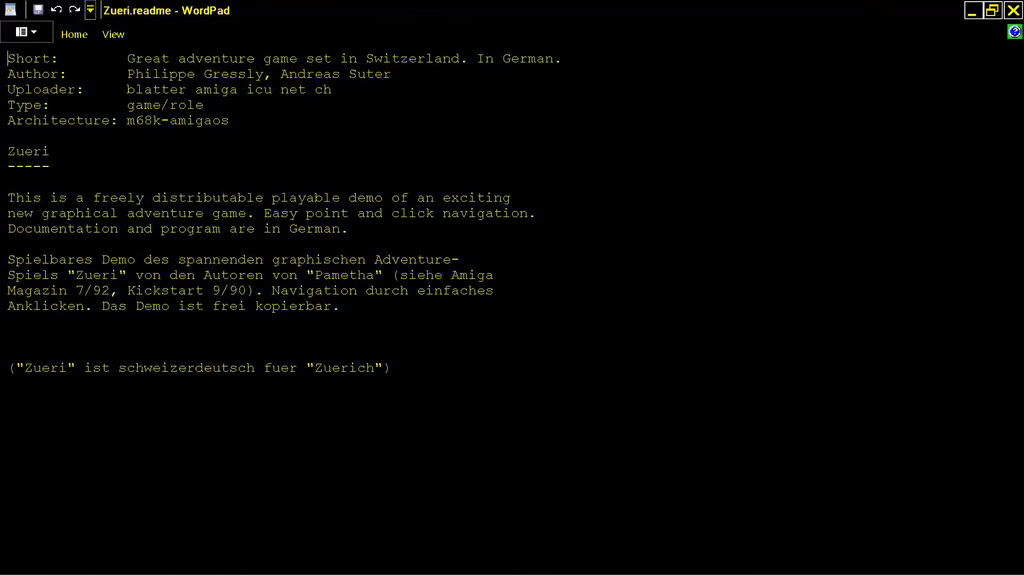 Zueri.readme - WordPad
Home View
Short: Great adventure game set in Switzerland. In German.
Author: Philippe Gressly, Andreas Suter
Uploader: blatter amiga icu net ch
Type: game/role
Architecture: m68k-amigaos
Zueri
-----
This is a freely distributable playable demo of an exciting
new graphical adventure game. Easy point and click navigation.
Documentation and program are in German.
Spielbares Demo des spannenden graphischen Adventure-
Spiels "Zueri" von den Autoren von "Pametha" (siehe Amiga
Magazin 7/92, Kickstart 9/90). Navigation durch einfaches
Anklicken. Das Demo ist frei kopierbar.
("Zueri" ist schweizerdeutsch fuer "Zuerich")